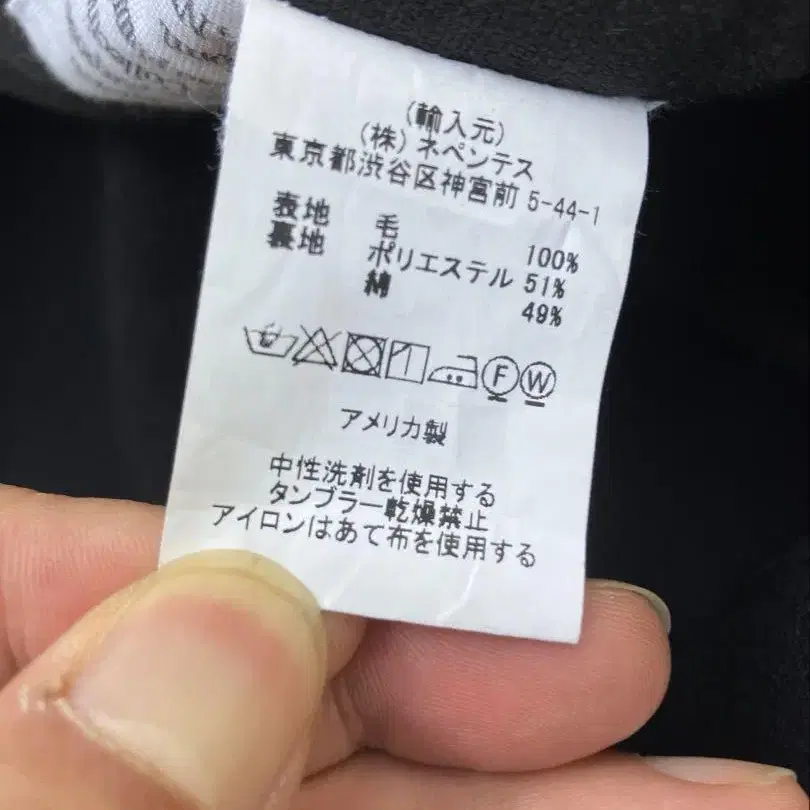 (輸入元)
(株) ネペンテス
東京都渋谷区神宮前 5-44-1
表地 毛 100%
裏地 ポリエステル 51%
綿 49%
F W
アメリカ製
中性洗剤を使用する
タンブラー乾燥禁止
アイロンはあて布を使用する